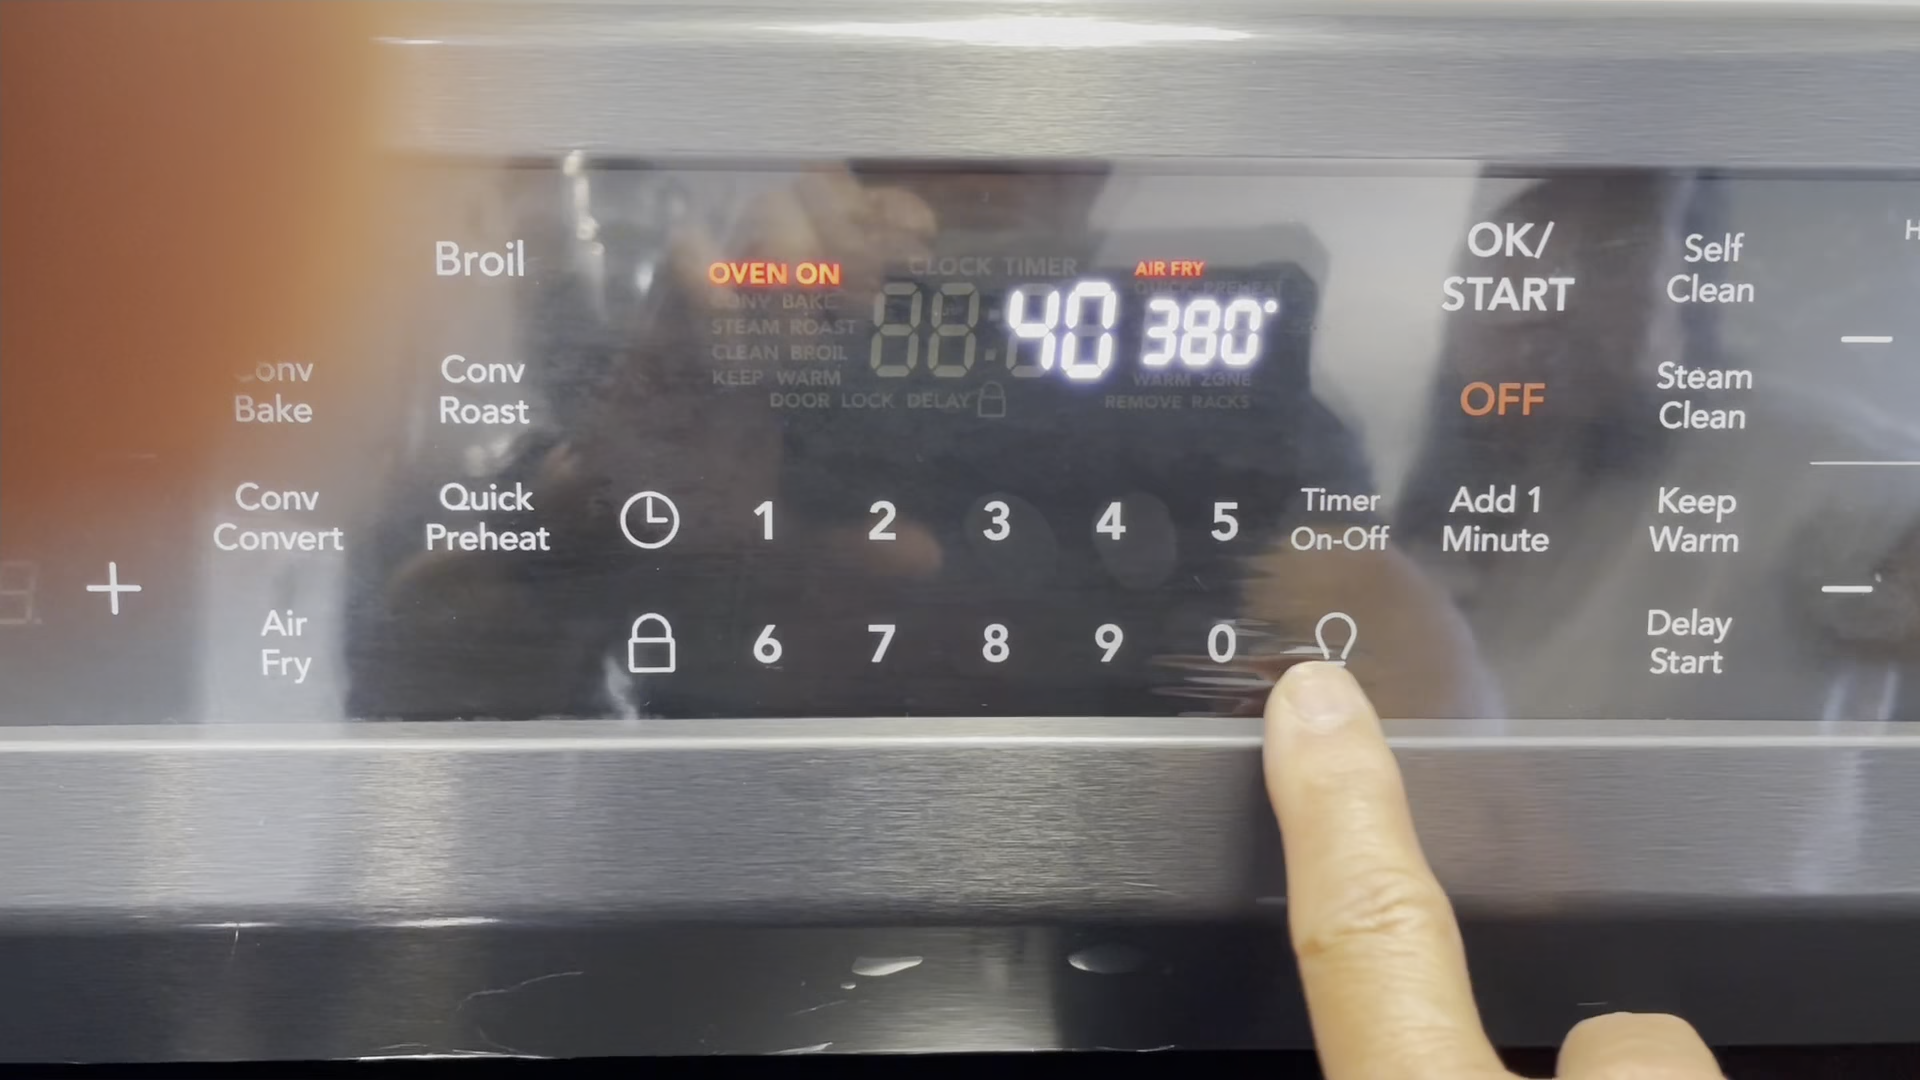 Broil
Conv
Roast
Bake
Conv
Convert
Quick
Preheat
Air
Fry
OVEN ON
CLOCK TIMER
AIR FRY
CONV BAKE
STEAM ROAST
CLEAN BROIL
KEEP WARM
DOOR LOCK DELAY
40
380°
QUICK PREHEAT
WARM ZONE
REMOVE RACKS
1 2 3 4 5
6 7 8 9 0
Timer
On-Off
OK/
START
OFF
Add 1
Minute
Self
Clean
Steam
Clean
Keep
Warm
Delay
Start